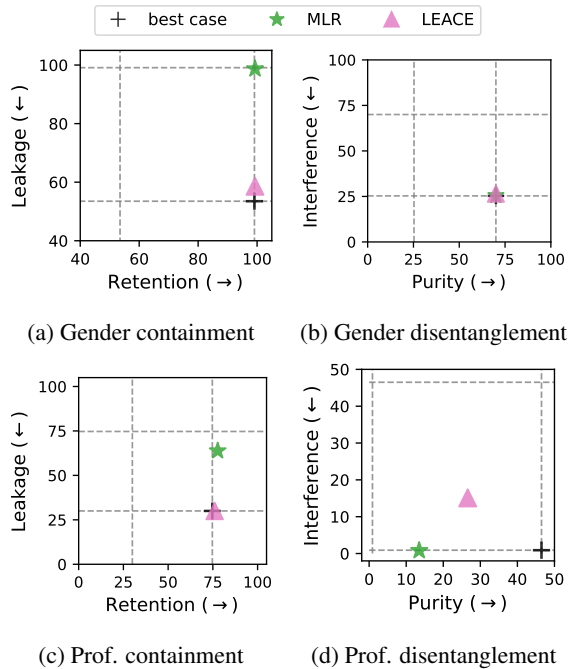 best case MLR LEACE
100
80
60
40
Leakage (←)
40 60 80 100
Retention (→)
100
75
50
25
0
Interference (←)
0 25 50 75 100
Purity (→)
(a) Gender containment (b) Gender disentanglement
100
75
50
25
0
Leakage (←)
0 25 50 75 100
Retention (→)
50
40
30
20
10
0
Interference (←)
0 10 20 30 40 50
Purity (→)
(c) Prof. containment (d) Prof. disentanglement